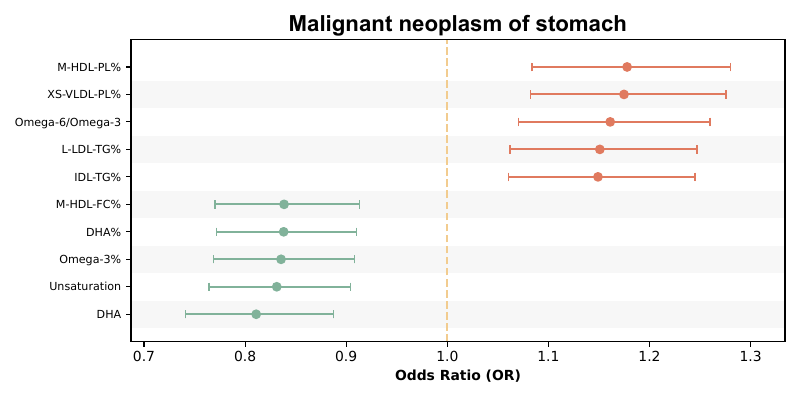 Malignant neoplasm of stomach
M-HDL-PL%
XS-VLDL-PL%
Omega-6/Omega-3
L-LDL-TG%
IDL-TG%
M-HDL-FC%
DHA%
Omega-3%
Unsaturation
DHA
0.7 0.8 0.9 1.0 1.1 1.2 1.3
Odds Ratio (OR)